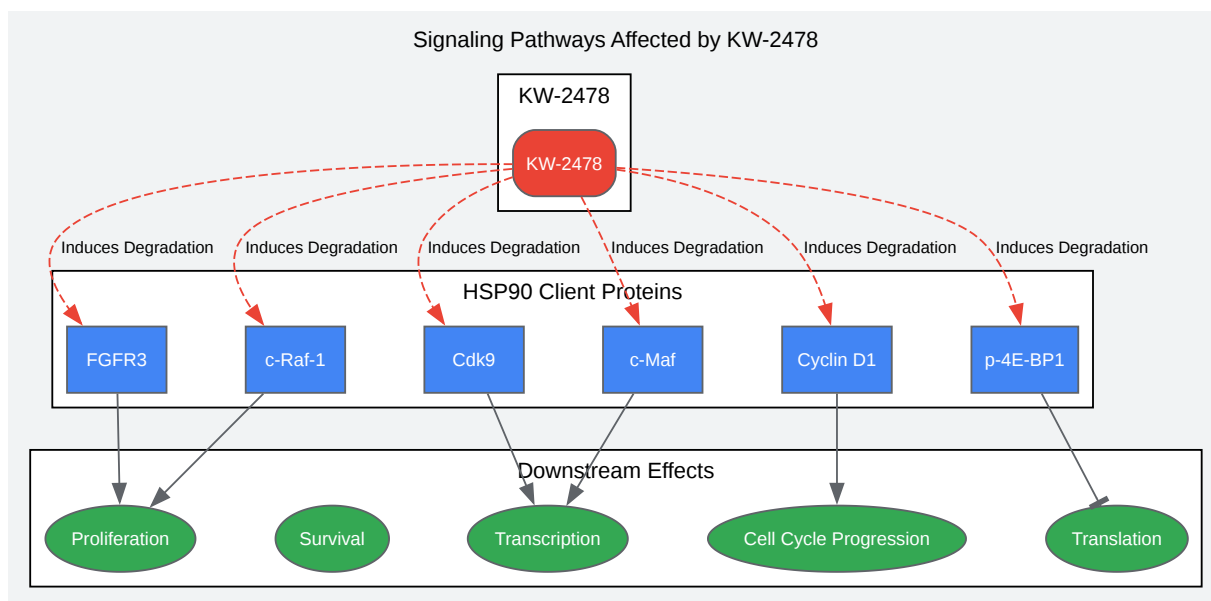 Signaling Pathways Affected by KW-2478
KW-2478
KW-2478
Induces Degradation Induces Degradation Induces Degradation Induces Degradation Induces Degradation Induces Degradation
HSP90 Client Proteins
FGFR3 c-Raf-1 Cdk9 c-Maf Cyclin D1 p-4E-BP1
Downstream Effects
Proliferation Survival Transcription Cell Cycle Progression Translation